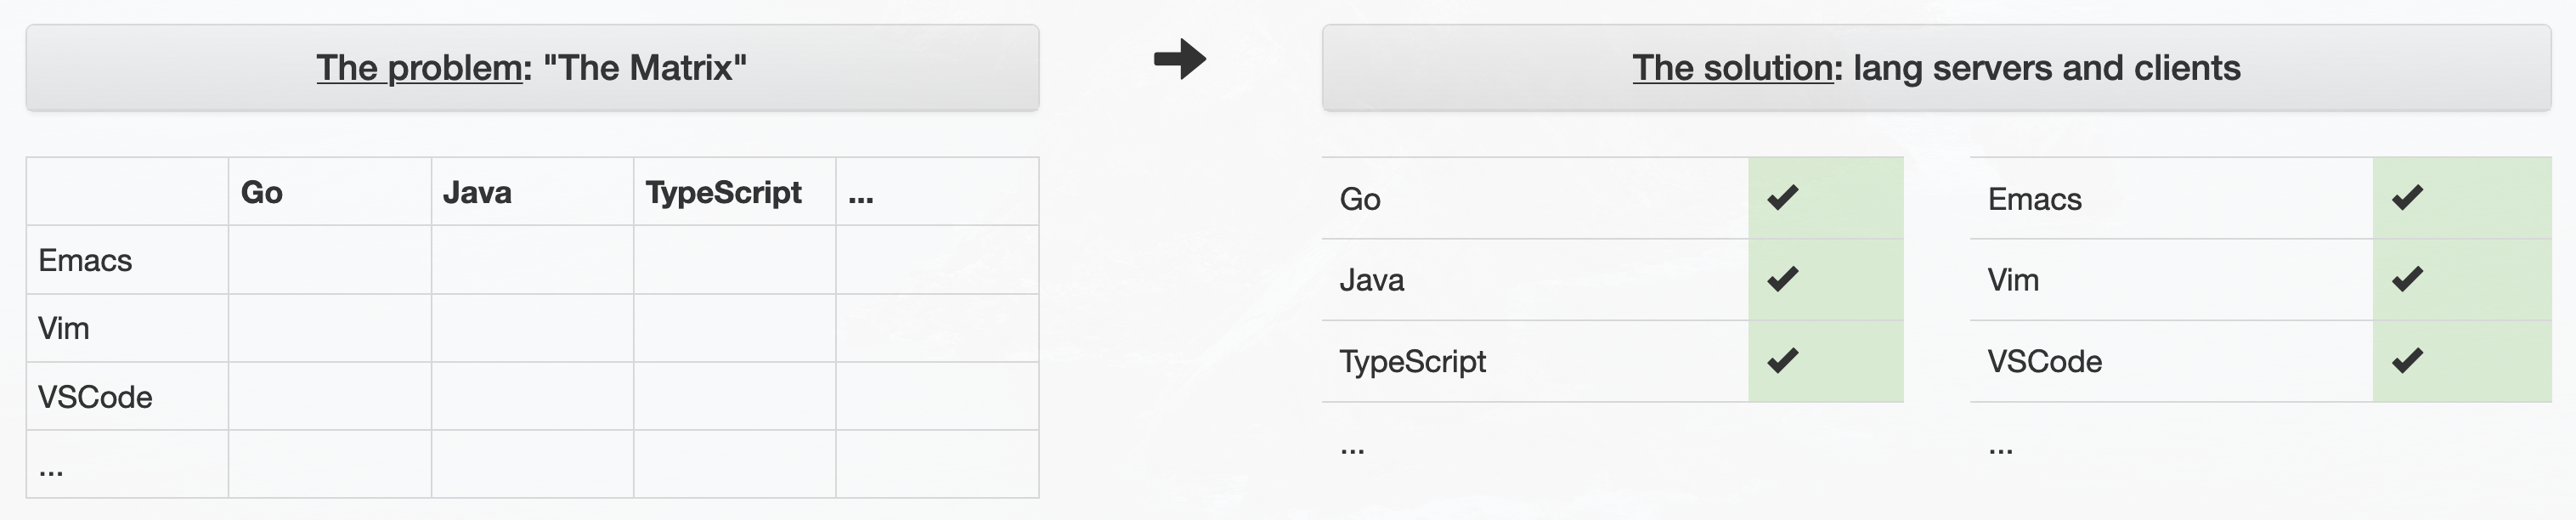 The problem: "The Matrix"
The solution: lang servers and clients
Go Java TypeScript ...
Emacs
Vim
VSCode
...
Go ✓
Java ✓
TypeScript ✓
...
Emacs ✓
Vim ✓
VSCode ✓
...